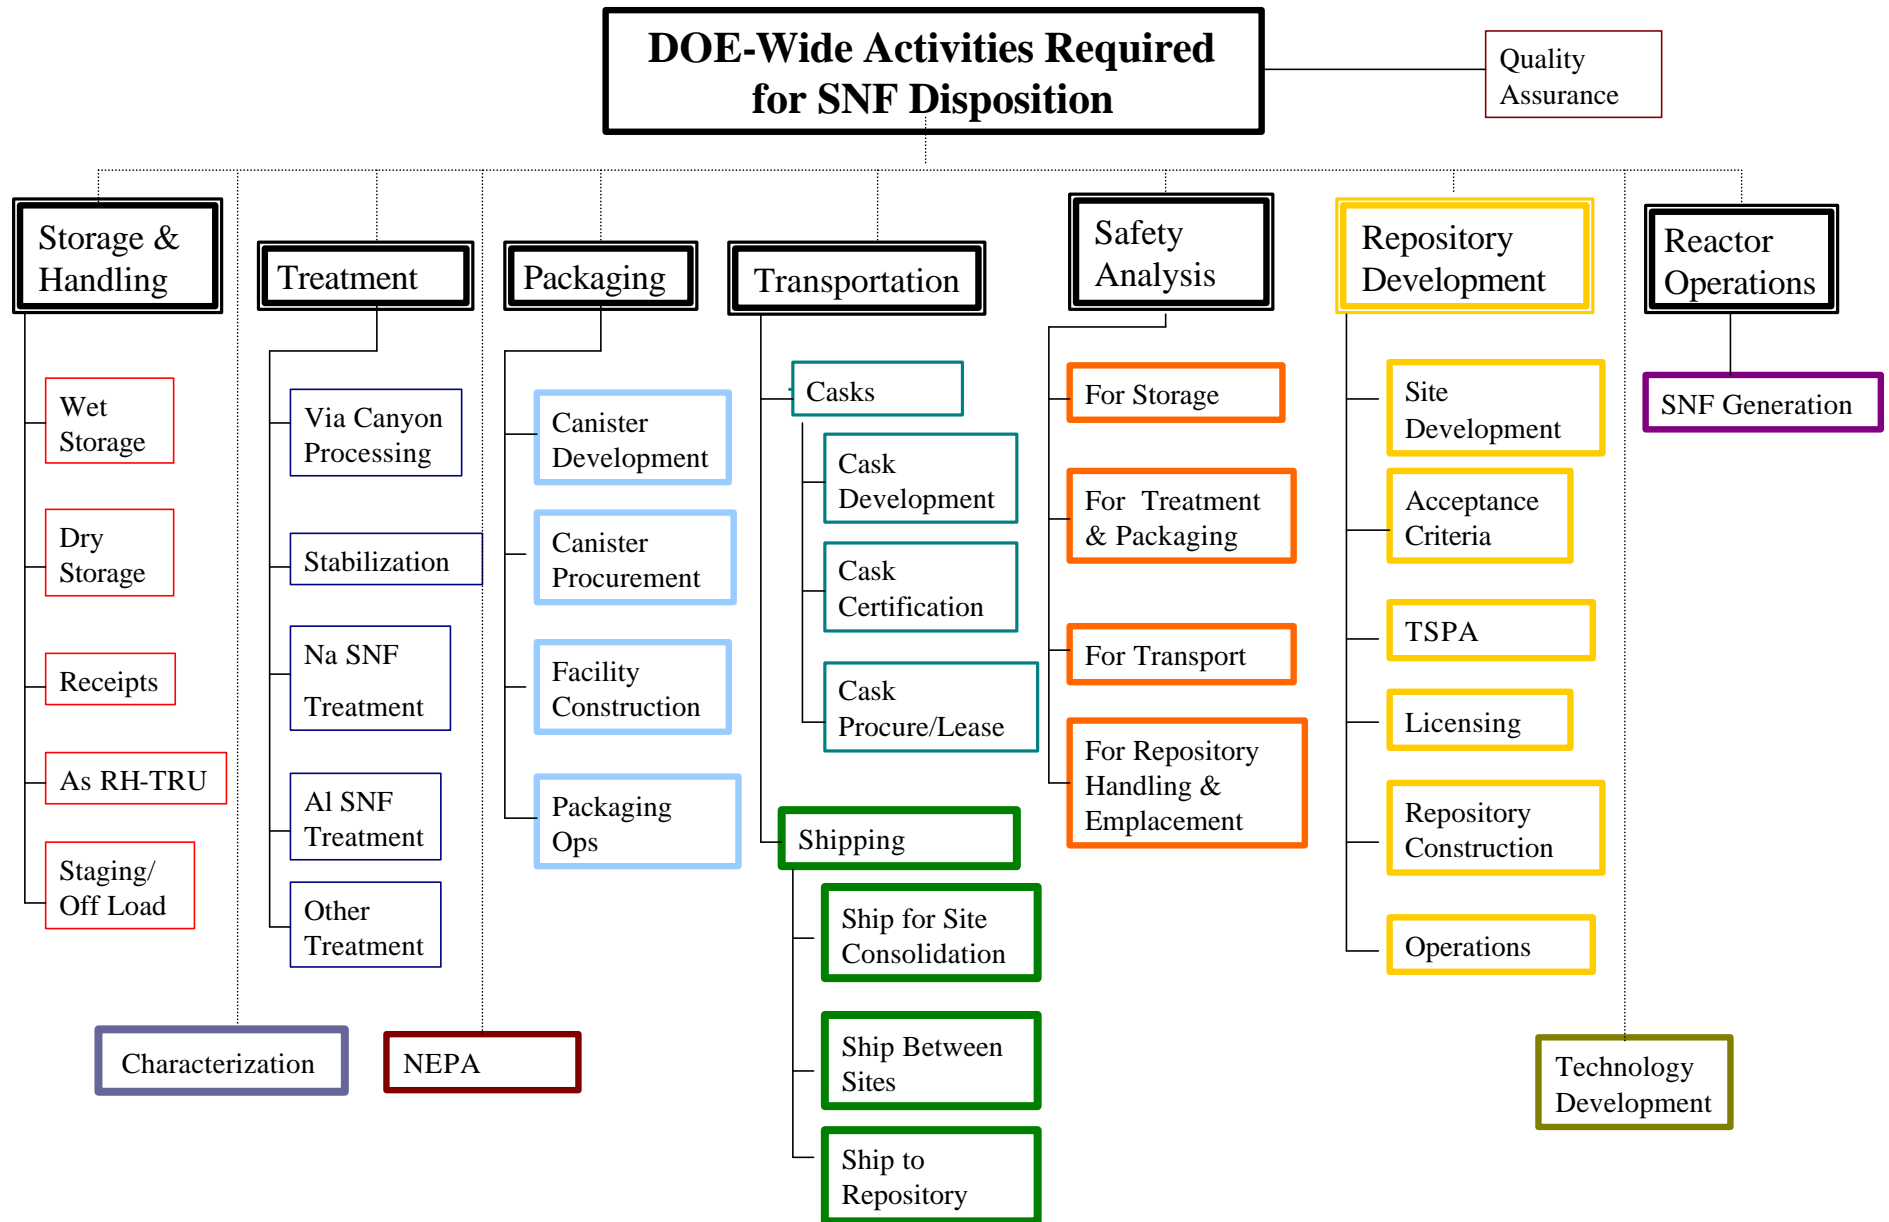 DOE-Wide Activities Required
for SNF Disposition
Quality
Assurance
Storage &
Handling
Wet
Storage
Dry
Storage
Receipts
As RH-TRU
Staging/
Off Load
Characterization
Treatment
Via Canyon
Processing
Stabilization
Na SNF
Treatment
Al SNF
Treatment
Other
Treatment
NEPA
Packaging
Canister
Development
Canister
Procurement
Facility
Construction
Packaging
Ops
Transportation
Casks
Cask
Development
Cask
Certification
Cask
Procure/Lease
Shipping
Ship for Site
Consolidation
Ship Between
Sites
Ship to
Repository
Safety
Analysis
For Storage
For Treatment
& Packaging
For Transport
For Repository
Handling &
Emplacement
Repository
Development
Site
Development
Acceptance
Criteria
TSPA
Licensing
Repository
Construction
Operations
Technology
Development
Reactor
Operations
SNF Generation